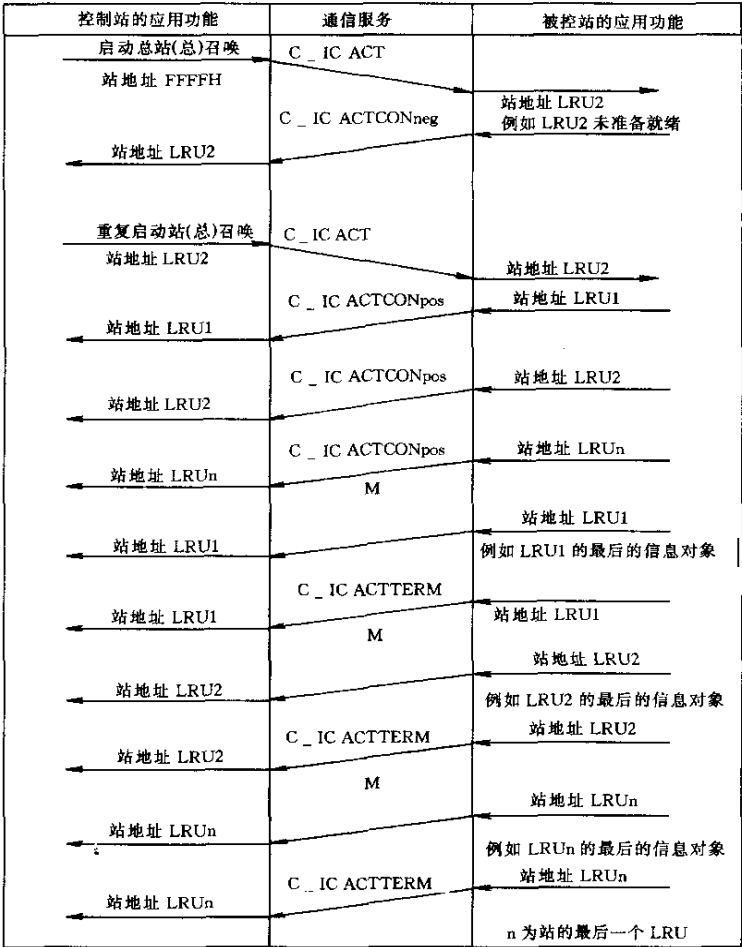 控制站的应用功能 通信服务 被控站的应用功能
启动总站(总)召唤 C _ IC ACT
站地址 FFFFH
站地址 LRU2
C _ IC ACTCONneg 例如 LRU2 未准备就绪
站地址 LRU2
重复启动站(总)召唤 C _ IC ACT
站地址 LRU2 站地址 LRU2
C _ IC ACTCONpos 站地址 LRU1
站地址 LRU1
C _ IC ACTCONpos 站地址 LRU2
站地址 LRU2
C _ IC ACTCONpos 站地址 LRUn
站地址 LRUn M
站地址 LRU1
站地址 LRU1 例如 LRU1 的最后的信息对象
C _ IC ACTTERM
站地址 LRU1 站地址 LRU1
M
站地址 LRU2
站地址 LRU2 例如 LRU2 的最后的信息对象
C _ IC ACTTERM 站地址 LRU2
站地址 LRU2
M
站地址 LRUn
站地址 LRUn
例如 LRUn 的最后的信息对象
C _ IC ACTTERM 站地址 LRUn
站地址 LRUn
n 为站的最后一个 LRU